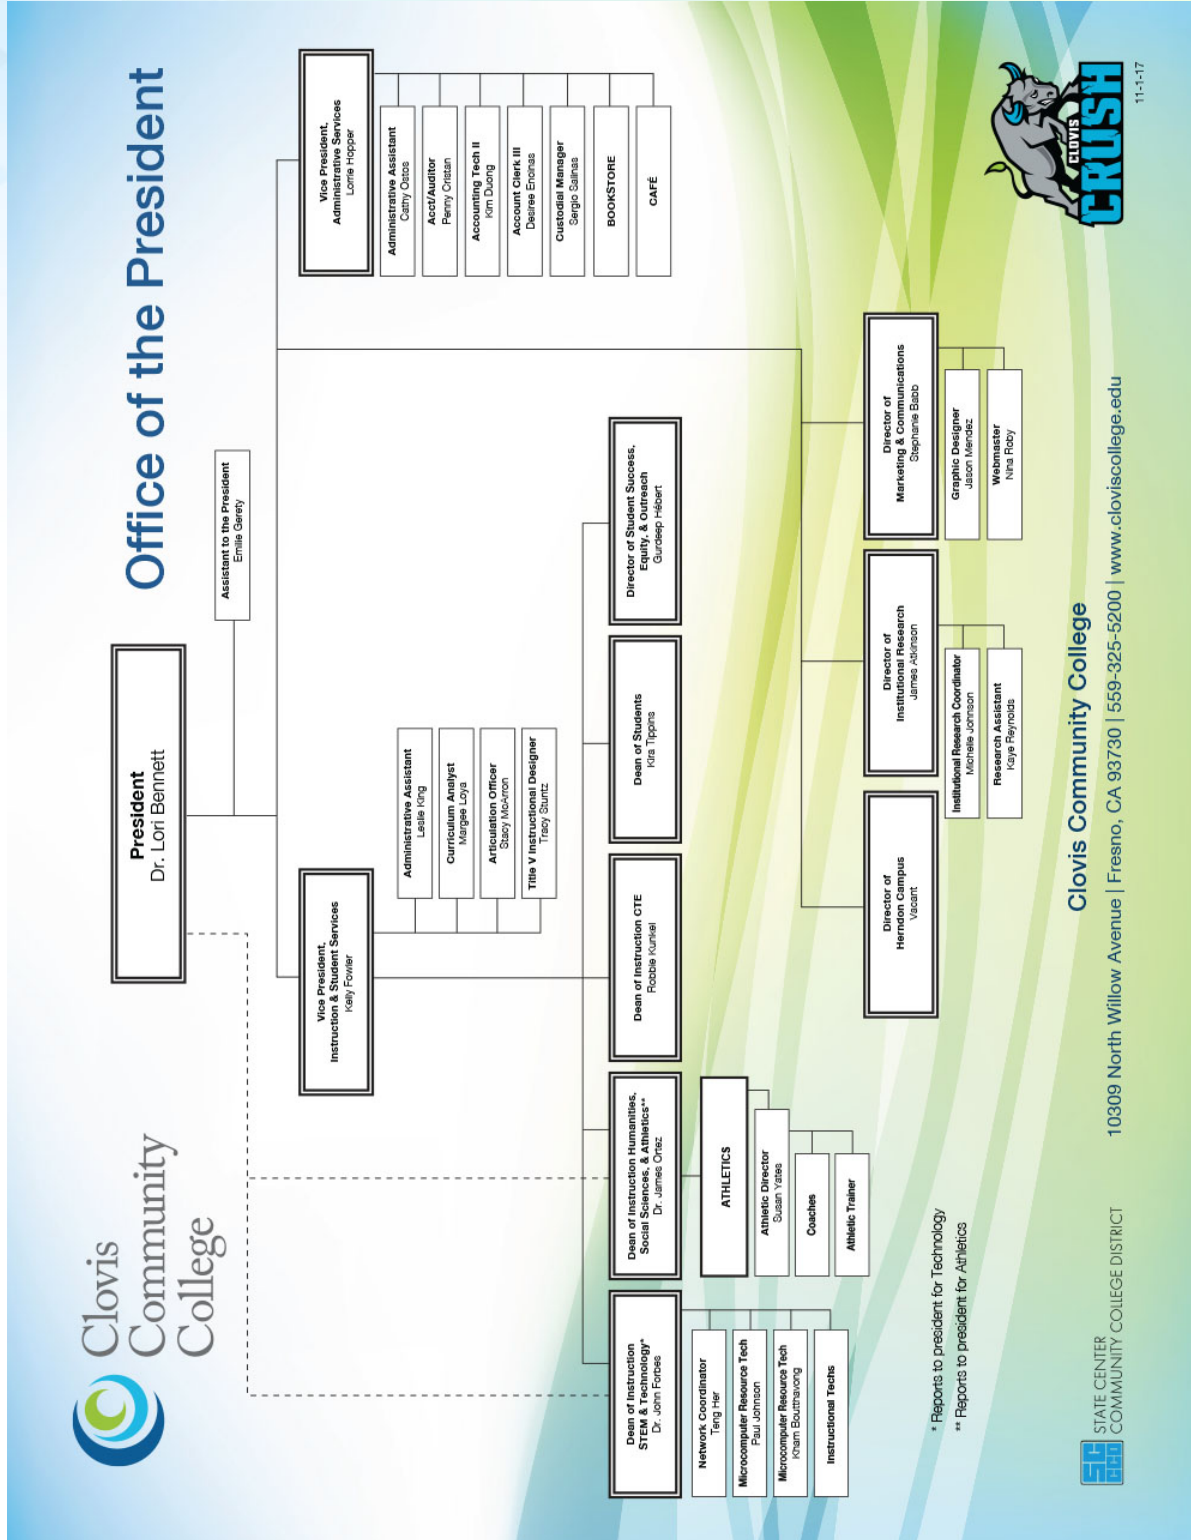 Clovis
Community
College
Office of the President
President
Dr. Lori Bennett
Assistant to the President
Emilie Gerety
Vice President,
Instruction & Student Services
Kelly Fowler
Vice President,
Administrative Services
Lorrie Hopper
Administrative Assistant
Leslie King
Curriculum Analyst
Margee Loya
Articulation Officer
Stacy McArron
Title V Instructional Designer
Tracy Stuntz
Administrative Assistant
Cathy Ostos
Acct/Auditor
Penny Cristan
Accounting Tech II
Kim Duong
Account Clerk III
Desiree Encinas
Custodial Manager
Sergio Salinas
BOOKSTORE
CAFÉ
Dean of Instruction
STEM & Technology*
Dr. John Forbes
Dean of Instruction Humanities,
Social Sciences, & Athletics**
Dr. James Ortez
Dean of Instruction CTE
Robbie Kunkel
Dean of Students
Kira Tippins
Director of Student Success,
Equity, & Outreach
Gurdeep Hébert
Network Coordinator
Teng Her
Microcomputer Resource Tech
Paul Johnson
Microcomputer Resource Tech
Kham Boutthavong
Instructional Techs
ATHLETICS
Athletic Director
Susan Yates
Coaches
Athletic Trainer
Director of
Herndon Campus
Vacant
Director of
Institutional Research
James Atkinson
Institutional Research Coordinator
Michelle Johnson
Research Assistant
Kaye Reynolds
Director of
Marketing & Communications
Stephanie Babb
Graphic Designer
Jason Mendez
Webmaster
Nina Roby
* Reports to president for Technology
** Reports to president for Athletics
SC
CCD
STATE CENTER
COMMUNITY COLLEGE DISTRICT
Clovis Community College
10309 North Willow Avenue | Fresno, CA 93730 | 559-325-5200 | www.cloviscollege.edu
CLOVIS
CRUSH
11-1-17